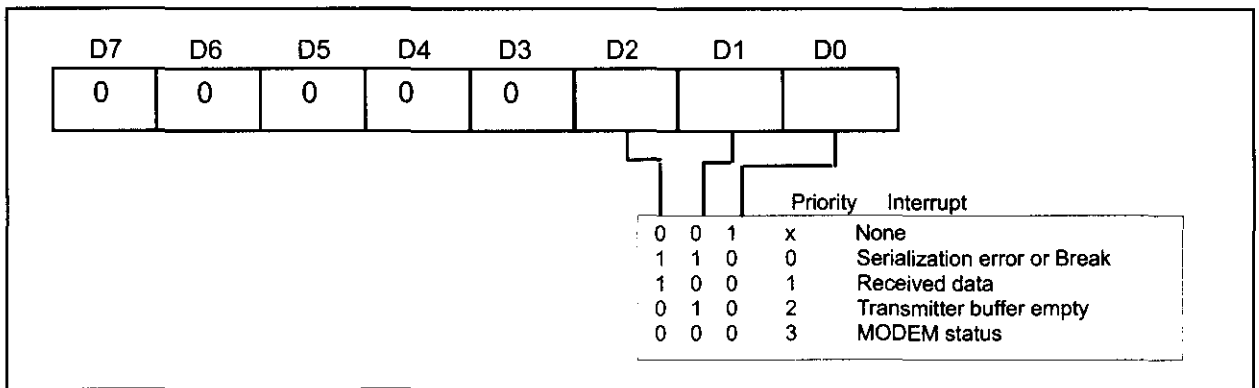 D7 D6 D5 D4 D3 D2 D1 D0
0 0 0 0 0
Priority Interrupt
0 0 1 x None
1 1 0 0 Serialization error or Break
1 0 0 1 Received data
0 1 0 2 Transmitter buffer empty
0 0 0 3 MODEM status